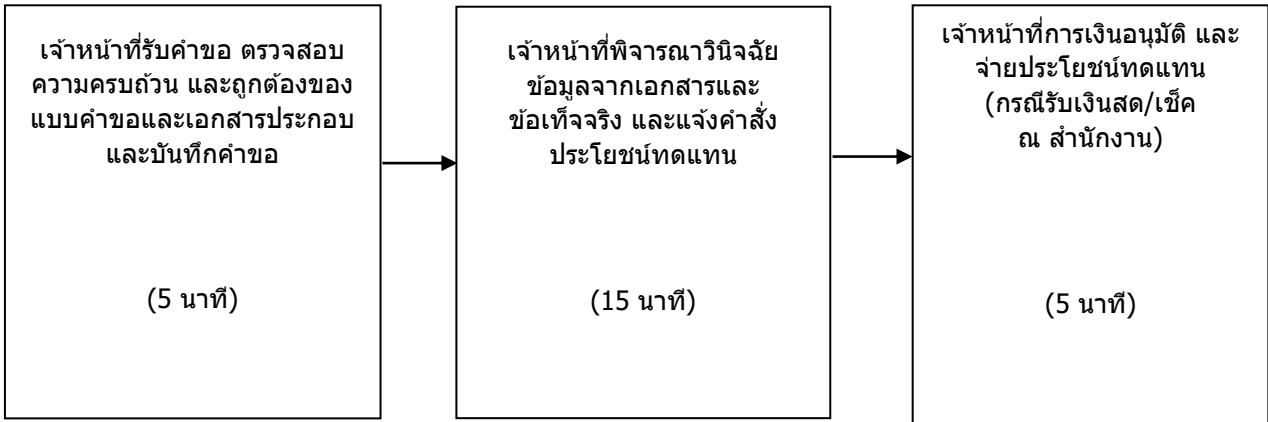 เจ้าหน้าที่รับคำขอ ตรวจสอบ
ความครบถ้วน และถูกต้องของ
แบบคำขอและเอกสารประกอบ
และบันทึกคำขอ
(5 นาที)
เจ้าหน้าที่พิจารณาวินิจฉัย
ข้อมูลจากเอกสารและ
ข้อเท็จจริง และแจ้งคำสั่ง
ประโยชน์ทดแทน
(15 นาที)
เจ้าหน้าที่การเงินอนุมัติ และ
จ่ายประโยชน์ทดแทน
(กรณีรับเงินสด/เช็ค
ณ สำนักงาน)
(5 นาที)